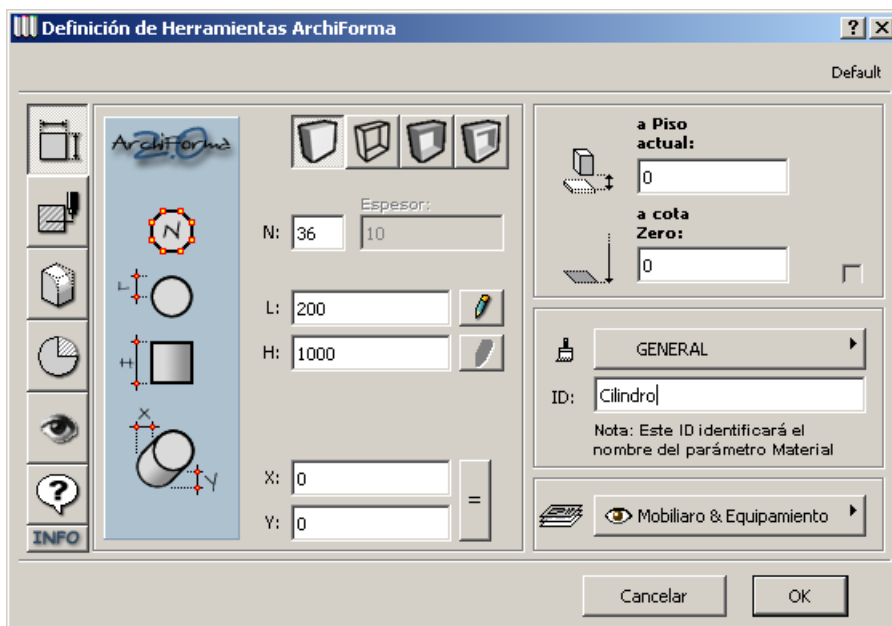 Definición de Herramientas ArchiForma
Default
ArchiForma
2.0
N
L
H
X
Y
INFO
N: 36
Espesor:
10
L: 200
H: 1000
X: 0
Y: 0
=
a Piso
actual:
0
a cota
Zero:
0
GENERAL
ID: Cilindro
Nota: Este ID identificará el
nombre del parámetro Material
Mobiliaro & Equipamiento
Cancelar
OK